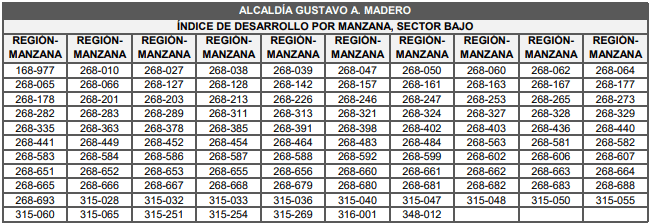 ALCALDÍA GUSTAVO A. MADERO
ÍNDICE DE DESARROLLO POR MANZANA, SECTOR BAJO
REGIÓN- REGIÓN- REGIÓN- REGIÓN- REGIÓN- REGIÓN- REGIÓN- REGIÓN- REGIÓN- REGIÓN-
MANZANA MANZANA MANZANA MANZANA MANZANA MANZANA MANZANA MANZANA MANZANA MANZANA
168-977 268-010 268-027 268-038 268-039 268-047 268-050 268-060 268-062 268-064
268-065 268-066 268-127 268-128 268-142 268-157 268-161 268-163 268-167 268-177
268-178 268-201 268-203 268-213 268-226 268-246 268-247 268-253 268-265 268-273
268-282 268-283 268-289 268-311 268-313 268-321 268-324 268-327 268-328 268-329
268-335 268-363 268-378 268-385 268-391 268-398 268-402 268-403 268-436 268-440
268-441 268-449 268-452 268-454 268-464 268-483 268-484 268-563 268-581 268-582
268-583 268-584 268-586 268-587 268-588 268-592 268-599 268-602 268-606 268-607
268-651 268-652 268-653 268-655 268-656 268-660 268-661 268-662 268-663 268-664
268-665 268-666 268-667 268-668 268-679 268-680 268-681 268-682 268-683 268-688
268-693 315-028 315-032 315-033 315-036 315-040 315-047 315-048 315-050 315-055
315-060 315-065 315-251 315-254 315-269 316-001 348-012